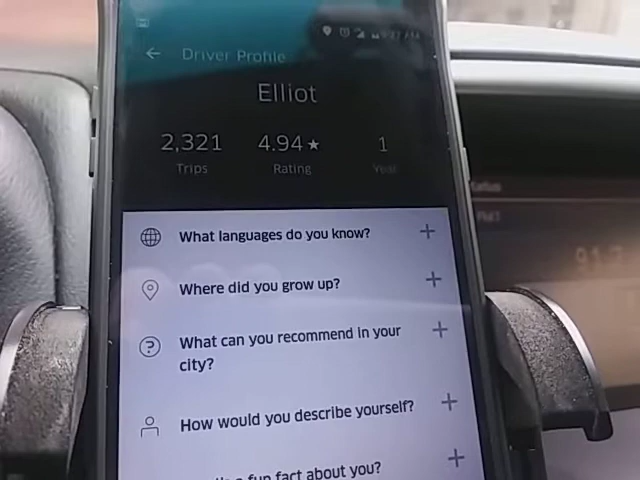 Driver Profile
Elliot
2,321 4.94★ 1
Trips Rating Year
What languages do you know? +
Where did you grow up? +
What can you recommend in your +
city?
How would you describe yourself? +
fun fact about you? +